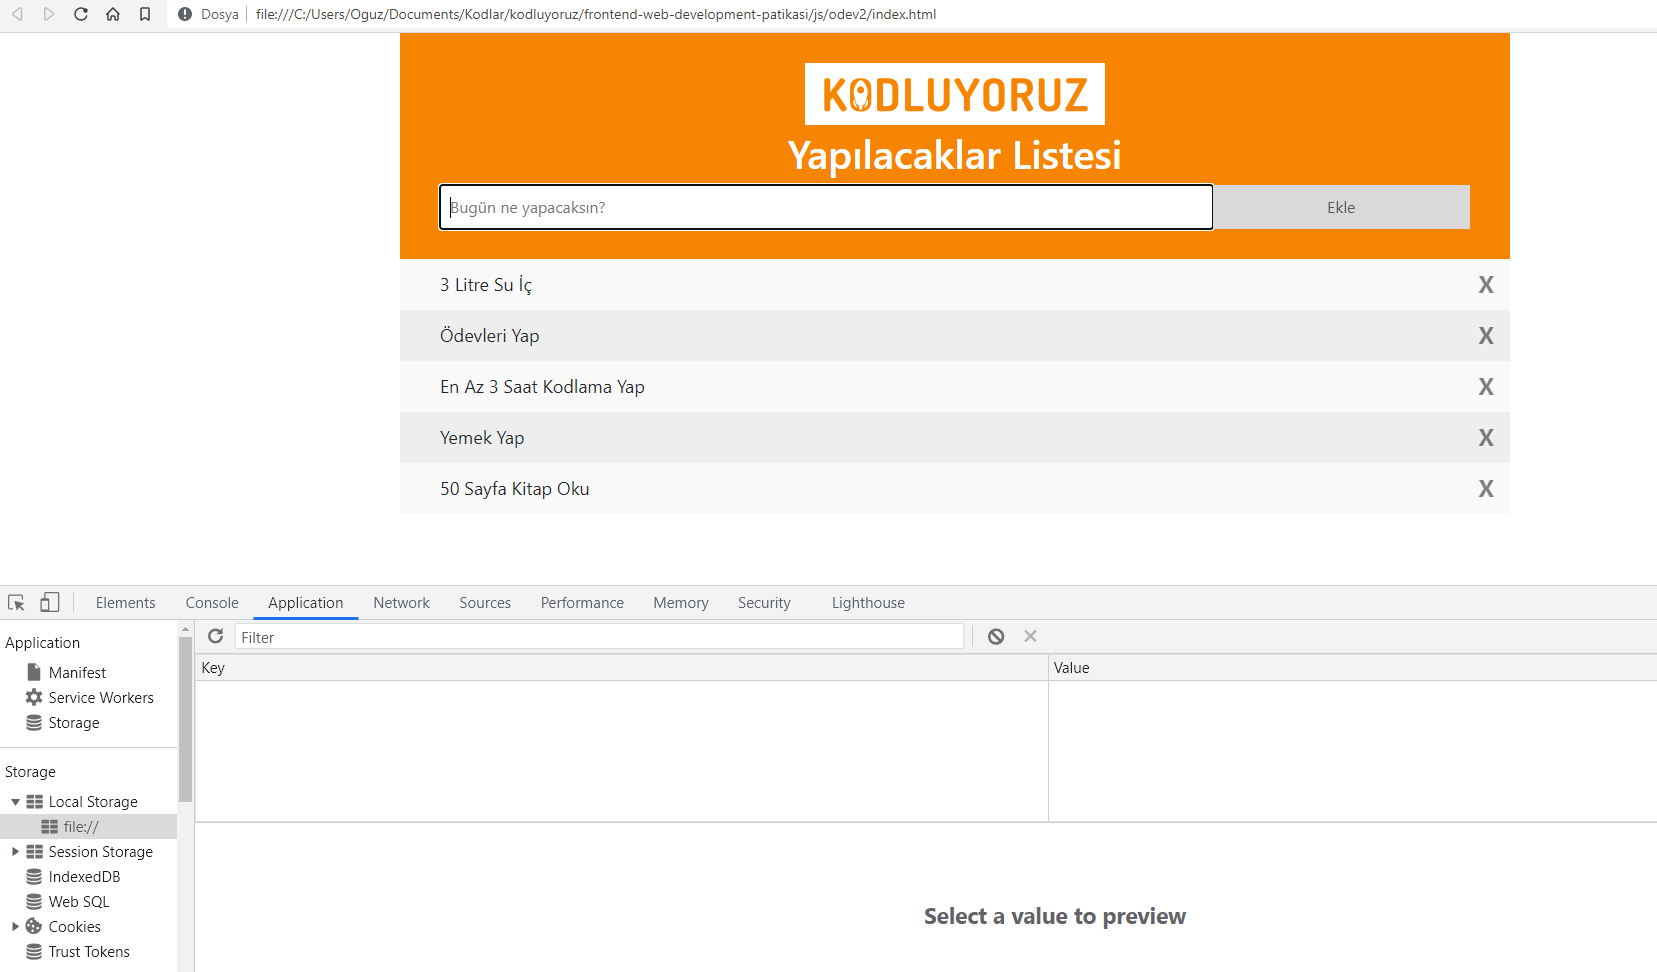 Dosya file:///C:/Users/Oguz/Documents/Kodlar/kodluyoruz/frontend-web-development-patikasi/js/odev2/index.html
KODLUYORUZ
Yapılacaklar Listesi
Bugün ne yapacaksın? Ekle
3 Litre Su İç X
Ödevleri Yap X
En Az 3 Saat Kodlama Yap X
Yemek Yap X
50 Sayfa Kitap Oku X
Elements Console Application Network Sources Performance Memory Security Lighthouse
Application
Manifest
Service Workers
Storage
Storage
Local Storage
file://
Session Storage
IndexedDB
Web SQL
Cookies
Trust Tokens
Filter
Key Value
Select a value to preview